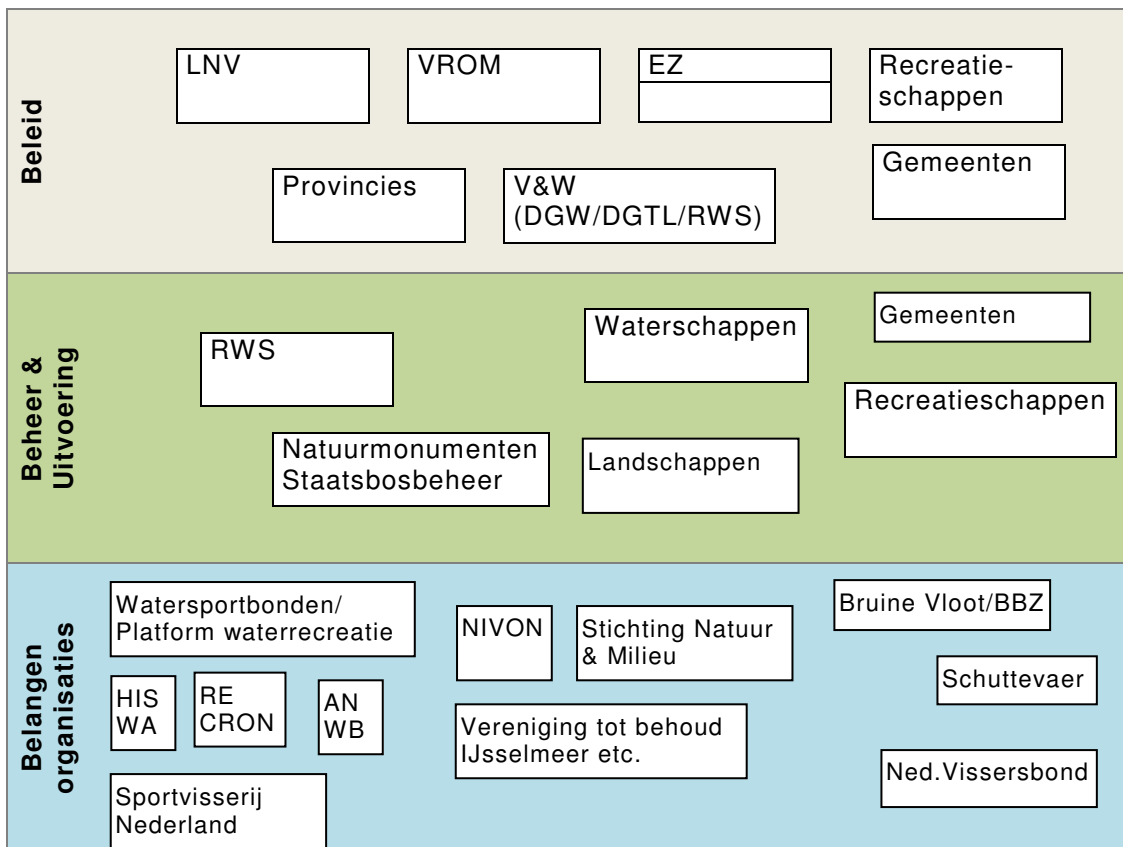 Beleid
LNV
VROM
EZ
Recreatie-
schappen
Provincies
V&W
(DGW/DGTL/RWS)
Gemeenten
Beheer &
Uitvoering
RWS
Waterschappen
Gemeenten
Recreatieschappen
Natuurmonumenten
Staatsbosbeheer
Landschappen
Belangen
organisaties
Watersportbonden/
Platform waterrecreatie
NIVON
Stichting Natuur
& Milieu
Bruine Vloot/BBZ
HIS
WA
RE
CRON
AN
WB
Schuttevaer
Vereniging tot behoud
IJsselmeer etc.
Ned.Vissersbond
Sportvisserij
Nederland